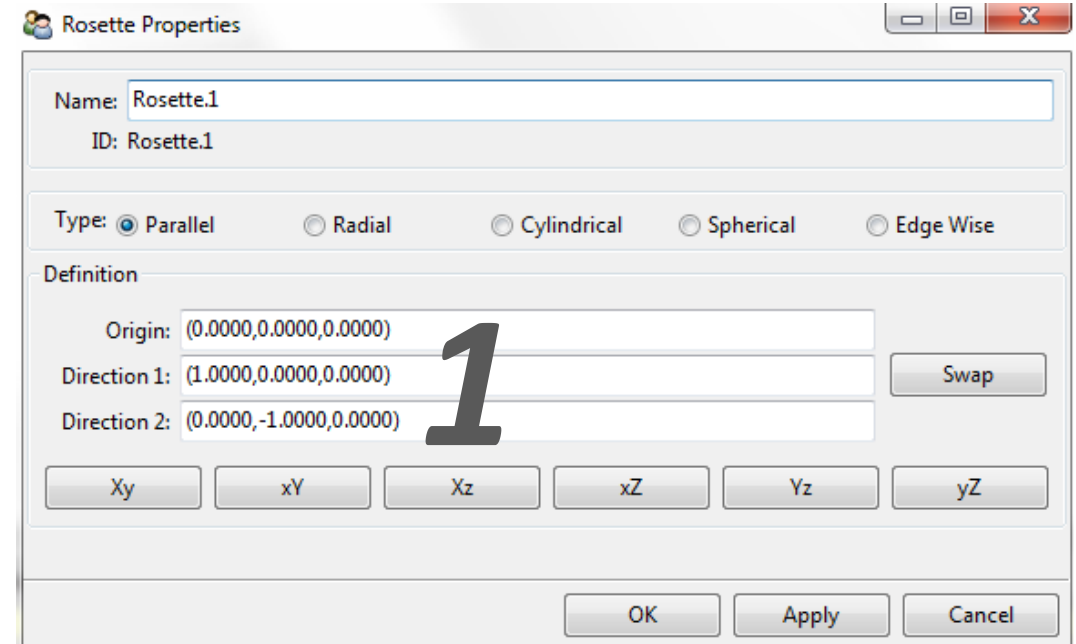 Rosette Properties
Name: Rosette.1
ID: Rosette.1
Type: Parallel Radial Cylindrical Spherical Edge Wise
Definition
Origin: (0.0000,0.0000,0.0000)
Direction 1: (1.0000,0.0000,0.0000)
Swap
Direction 2: (0.0000,-1.0000,0.0000)
1
Xy xY Xz xZ Yz yZ
OK Apply Cancel